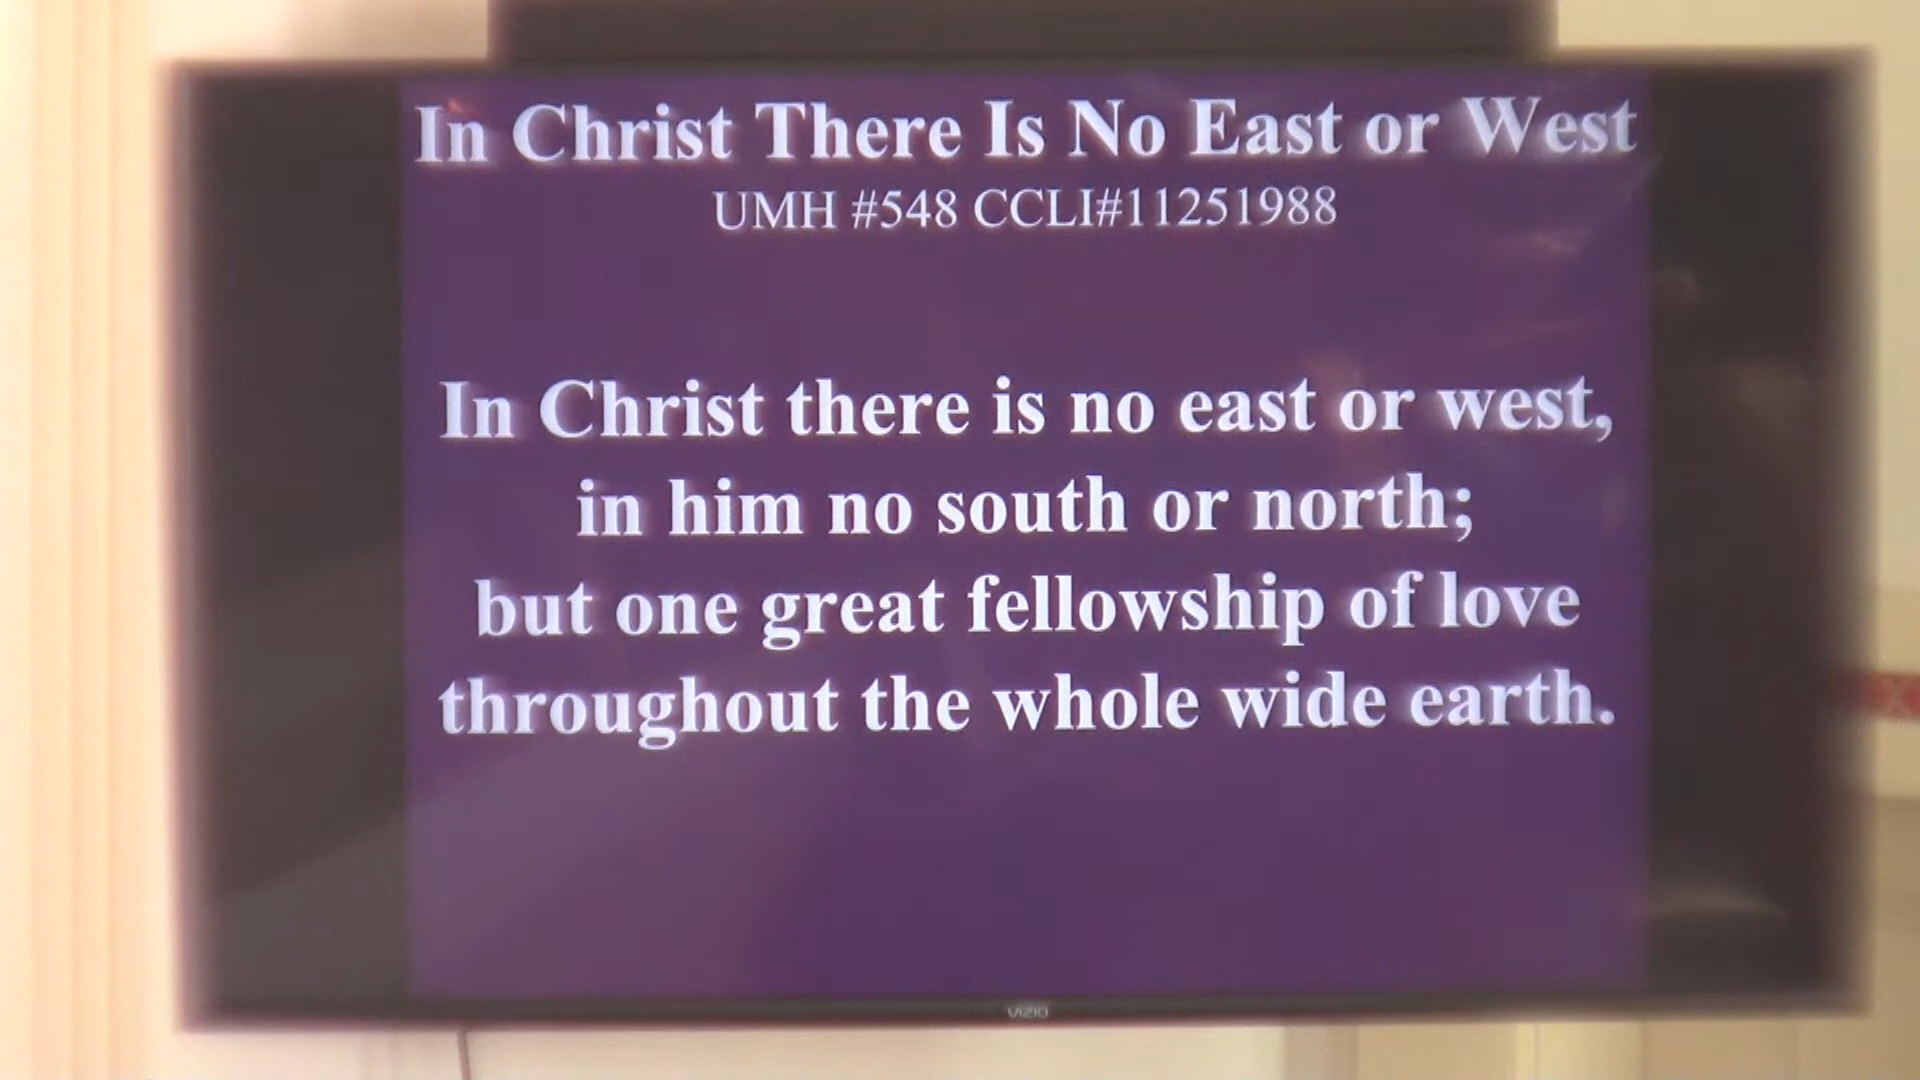 In Christ There Is No East or West
UMH #548 CCLI#11251988
In Christ there is no east or west,
in him no south or north;
but one great fellowship of love
throughout the whole wide earth.
VIZIO